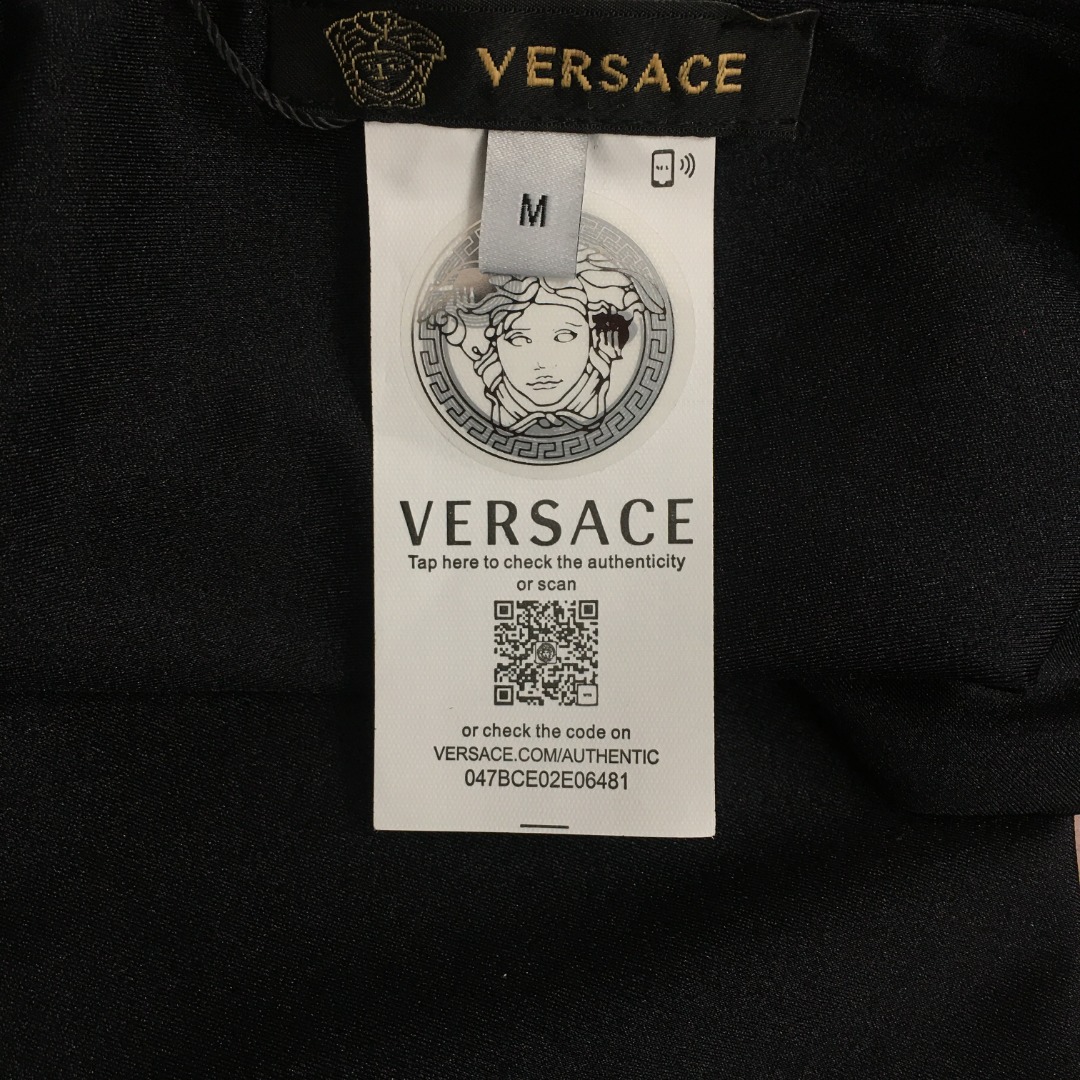 VERSACE
M
VERSACE
Tap here to check the authenticity
or scan
or check the code on
VERSACE.COM/AUTHENTIC
047BCE02E06481